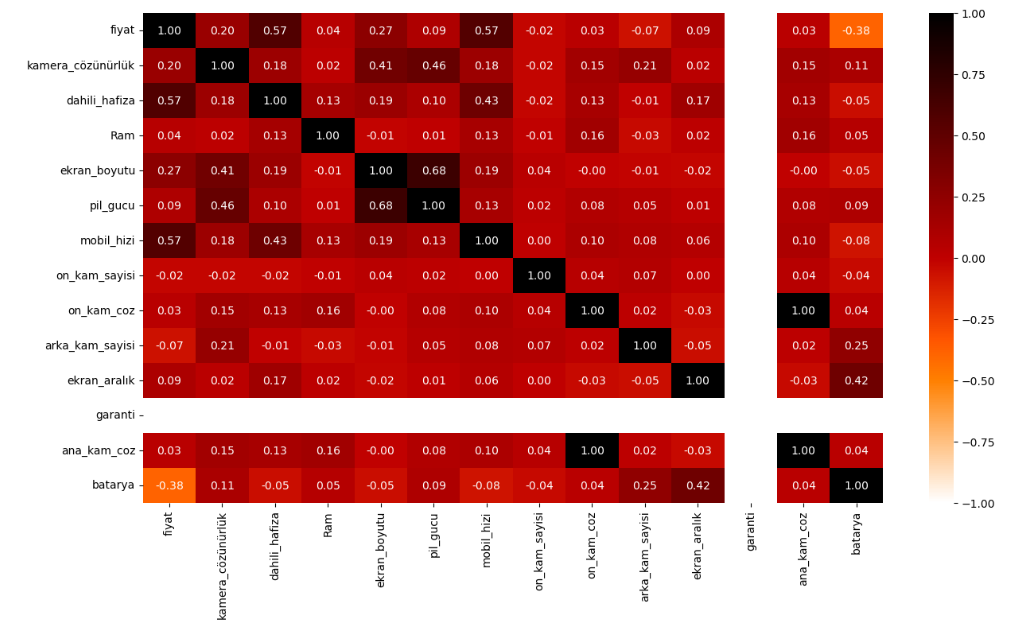 fiyat 1.00 0.20 0.57 0.04 0.27 0.09 0.57 -0.02 0.03 -0.07 0.09 0.03 -0.38
kamera_cözünürlük 0.20 1.00 0.18 0.02 0.41 0.46 0.18 -0.02 0.15 0.21 0.02 0.15 0.11
dahili_hafiza 0.57 0.18 1.00 0.13 0.19 0.10 0.43 -0.02 0.13 -0.01 0.17 0.13 -0.05
Ram 0.04 0.02 0.13 1.00 -0.01 0.01 0.13 -0.01 0.16 -0.03 0.02 0.16 0.05
ekran_boyutu 0.27 0.41 0.19 -0.01 1.00 0.68 0.19 0.04 -0.00 -0.01 -0.02 -0.00 -0.05
pil_gucu 0.09 0.46 0.10 0.01 0.68 1.00 0.13 0.02 0.08 0.05 0.01 0.08 0.09
mobil_hizi 0.57 0.18 0.43 0.13 0.19 0.13 1.00 0.00 0.10 0.08 0.06 0.10 -0.08
on_kam_sayisi -0.02 -0.02 -0.02 -0.01 0.04 0.02 0.00 1.00 0.04 0.07 0.00 0.04 -0.04
on_kam_coz 0.03 0.15 0.13 0.16 -0.00 0.08 0.10 0.04 1.00 0.02 -0.03 1.00 0.04
arka_kam_sayisi -0.07 0.21 -0.01 -0.03 -0.01 0.05 0.08 0.07 0.02 1.00 -0.05 0.02 0.25
ekran_aralık 0.09 0.02 0.17 0.02 -0.02 0.01 0.06 0.00 -0.03 -0.05 1.00 -0.03 0.42
garanti
ana_kam_coz 0.03 0.15 0.13 0.16 -0.00 0.08 0.10 0.04 1.00 0.02 -0.03 1.00 0.04
batarya -0.38 0.11 -0.05 0.05 -0.05 0.09 -0.08 -0.04 0.04 0.25 0.42 0.04 1.00
fiyat
kamera_cözünürlük
dahili_hafiza
Ram
ekran_boyutu
pil_gucu
mobil_hizi
on_kam_sayisi
on_kam_coz
arka_kam_sayisi
ekran_aralık
garanti
ana_kam_coz
batarya
1.00
0.75
0.50
0.25
0.00
−0.25
−0.50
−0.75
−1.00